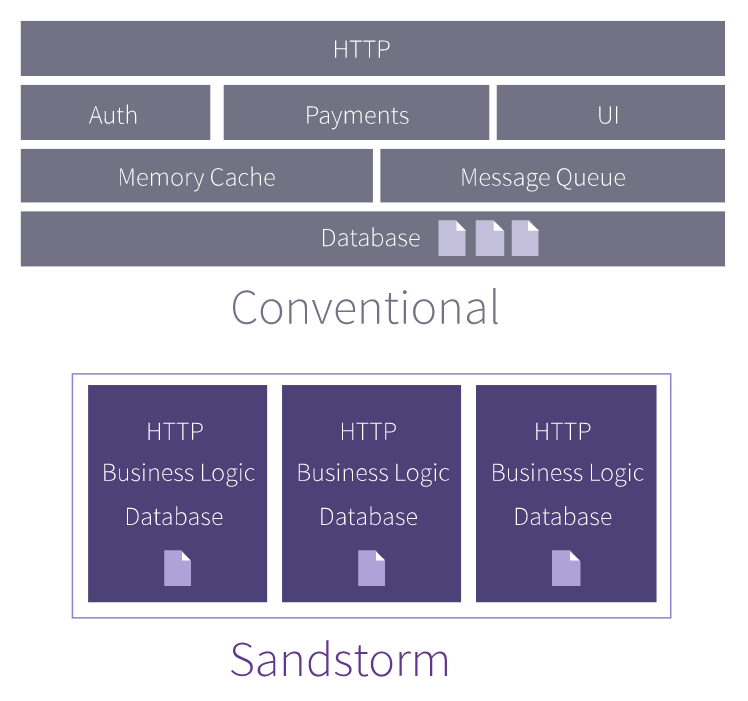 HTTP
Auth Payments UI
Memory Cache Message Queue
Database
Conventional
HTTP HTTP HTTP
Business Logic Business Logic Business Logic
Database Database Database
Sandstorm